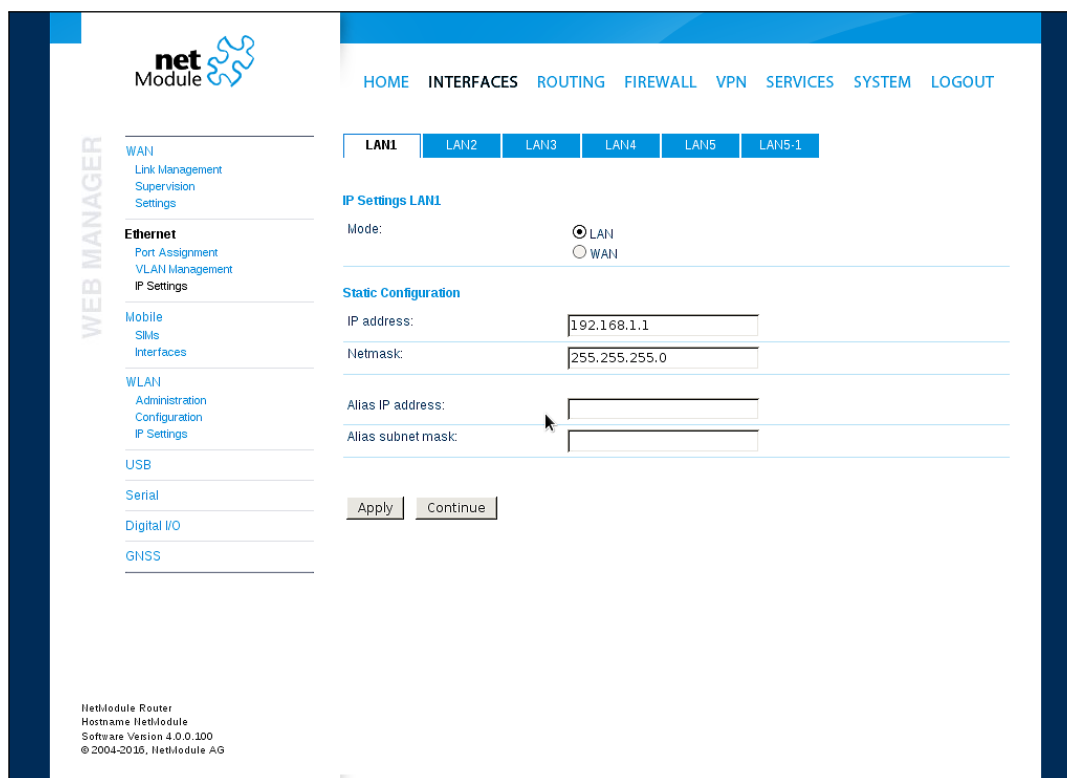 net
Module
HOME INTERFACES ROUTING FIREWALL VPN SERVICES SYSTEM LOGOUT
WEB MANAGER
WAN
Link Management
Supervision
Settings
Ethernet
Port Assignment
VLAN Management
IP Settings
Mobile
SIMs
Interfaces
WLAN
Administration
Configuration
IP Settings
USB
Serial
Digital I/O
GNSS
LAN1 LAN2 LAN3 LAN4 LAN5 LAN5-1
IP Settings LAN1
Mode: LAN
WAN
Static Configuration
IP address: 192.168.1.1
Netmask: 255.255.255.0
Alias IP address:
Alias subnet mask:
Apply Continue
NetModule Router
Hostname NetModule
Software Version 4.0.0.100
© 2004-2016, NetModule AG